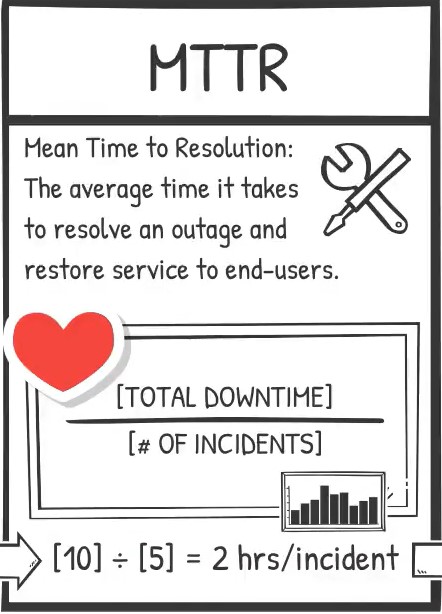 MTTR
Mean Time to Resolution:
The average time it takes
to resolve an outage and
restore service to end-users.
[TOTAL DOWNTIME]
[# OF INCIDENTS]
[10] ÷ [5] = 2 hrs/incident